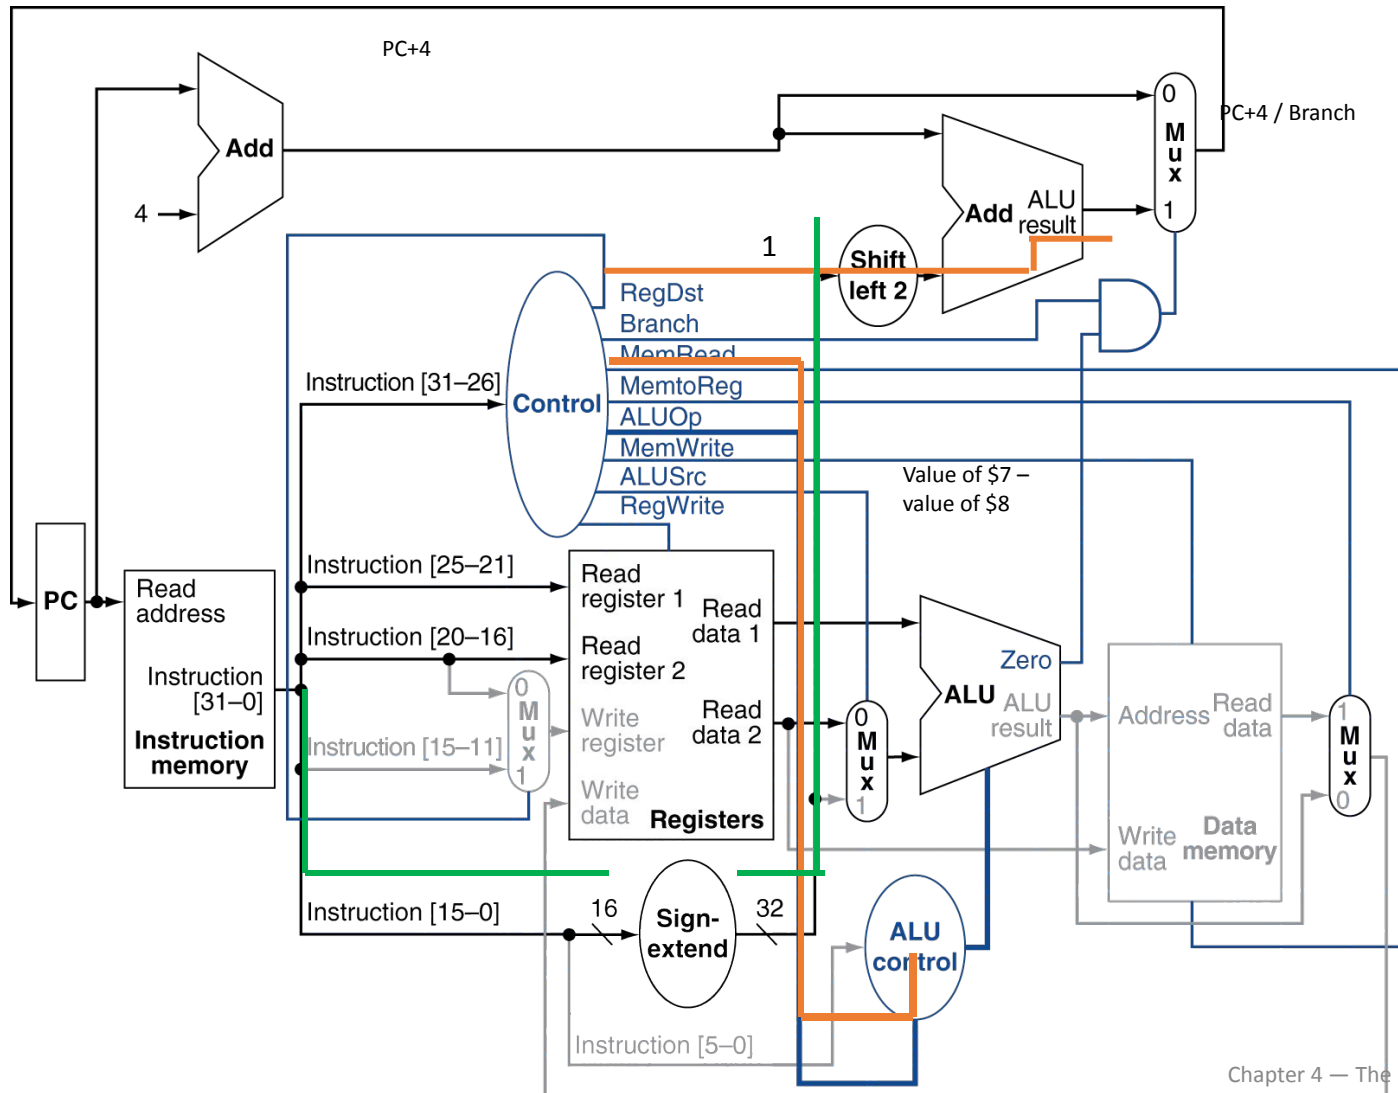 PC+4
0
M
u
x
1
PC+4 / Branch
Add
4
Add
ALU
result
1
Shift
left 2
RegDst
Branch
MemRead
MemtoReg
ALUOp
MemWrite
ALUSrc
RegWrite
Instruction [31–26]
Control
Value of $7 –
value of $8
PC
Read
address
Instruction
[31–0]
Instruction
memory
Instruction [25–21]
Instruction [20–16]
Instruction [15–11]
0
M
u
x
1
Read
register 1
Read
register 2
Write
register
Write
data
Read
data 1
Read
data 2
Registers
0
M
u
x
1
Zero
ALU
ALU
result
Address
Read
data
Write
data
Data
memory
1
M
u
x
0
Instruction [15–0]
16
Sign-
extend
32
ALU
control
Instruction [5–0]
Chapter 4 — The